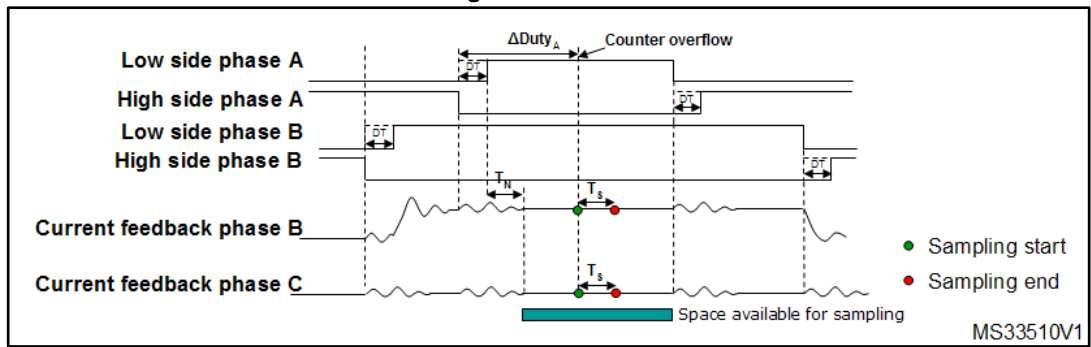 ΔDuty_A
Counter overflow
Low side phase A
DT
High side phase A
DT
Low side phase B
DT
High side phase B
DT
T_N
T_s
Current feedback phase B
Sampling start
T_s
Sampling end
Current feedback phase C
Space available for sampling
MS33510V1